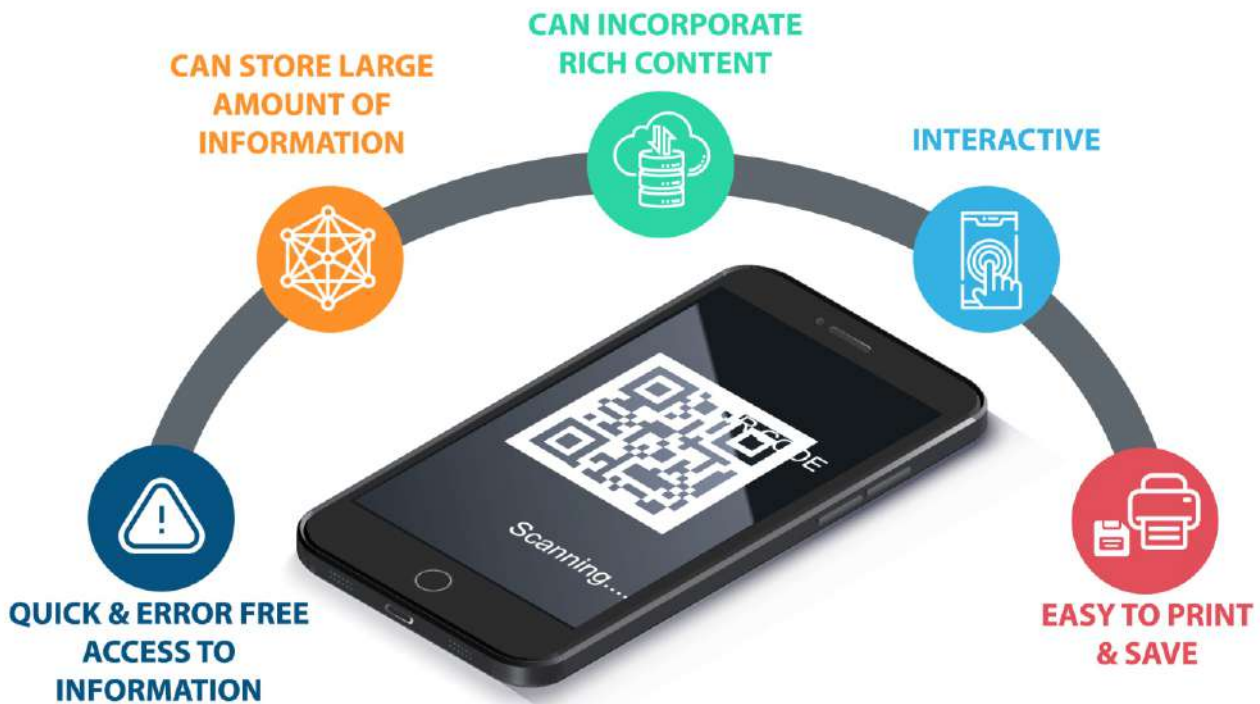 CAN INCORPORATE
RICH CONTENT
CAN STORE LARGE
AMOUNT OF
INFORMATION
INTERACTIVE
Scanning....
QUICK & ERROR FREE
ACCESS TO
INFORMATION
EASY TO PRINT
& SAVE